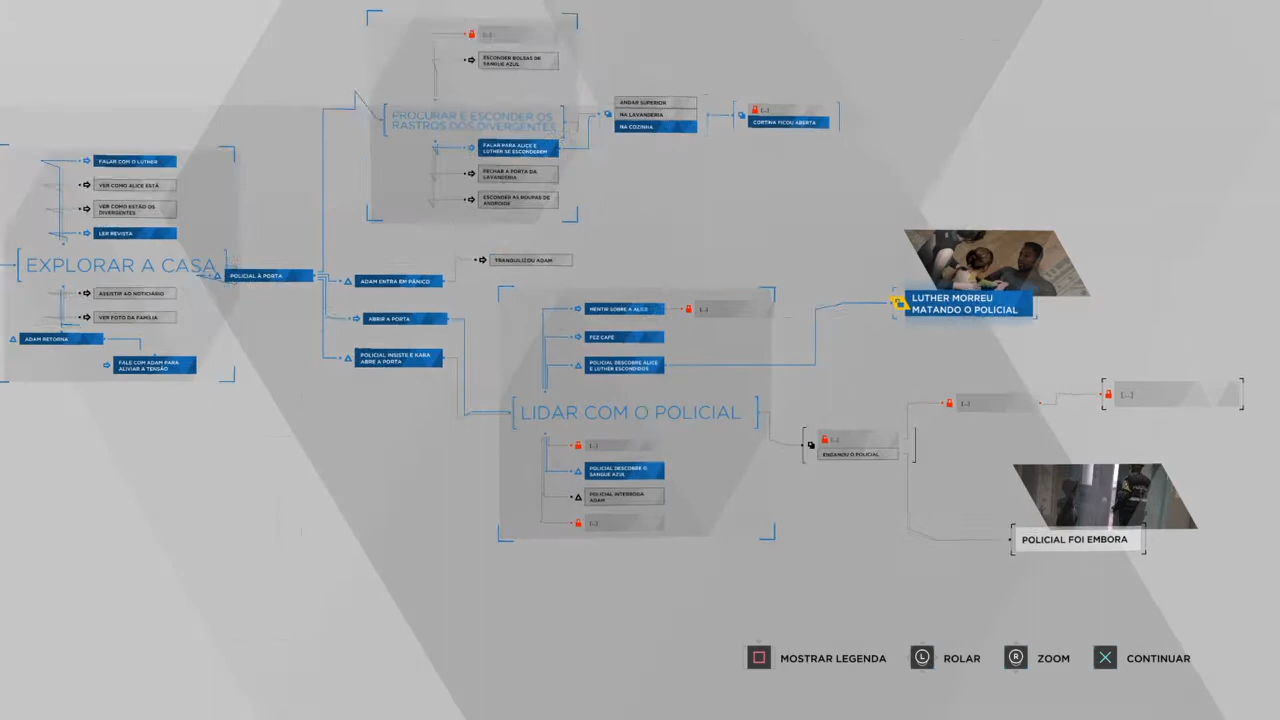 [...]
ESCONDER BOLSAS DE
SANGUE AZUL
PROCURAR E ESCONDER OS
RASTROS DOS DIVERGENTES
FALAR PARA ALICE E
LUTHER SE ESCONDEREM
FECHAR A PORTA DA
LAVANDERIA
ESCONDER AS ROUPAS DE
ANDROIDE
ANDAR SUPERIOR
NA LAVANDERIA
NA COZINHA
[...]
CORTINA FICOU ABERTA
FALAR COM O LUTHER
VER COMO ALICE ESTÁ
VER COMO ESTÃO OS
DIVERGENTES
LER REVISTA
EXPLORAR A CASA
ASSISTIR AO NOTICIÁRIO
VER FOTO DA FAMÍLIA
ADAM RETORNA
FALE COM ADAM PARA
ALIVIAR A TENSÃO
POLICIAL À PORTA
ADAM ENTRA EM PÂNICO
TRANQUILIZOU ADAM
ABRIR A PORTA
POLICIAL INSISTE E KARA
ABRE A PORTA
MENTIR SOBRE A ALICE
[...]
FEZ CAFÉ
POLICIAL DESCOBRE ALICE
E LUTHER ESCONDIDOS
LIDAR COM O POLICIAL
[...]
POLICIAL DESCOBRE O
SANGUE AZUL
POLICIAL INTERROGA
ADAM
[...]
LUTHER MORREU
MATANDO O POLICIAL
[...]
ENGANOU O POLICIAL
[...]
[...]
POLICIAL FOI EMBORA
MOSTRAR LEGENDA
L
ROLAR
R
ZOOM
CONTINUAR